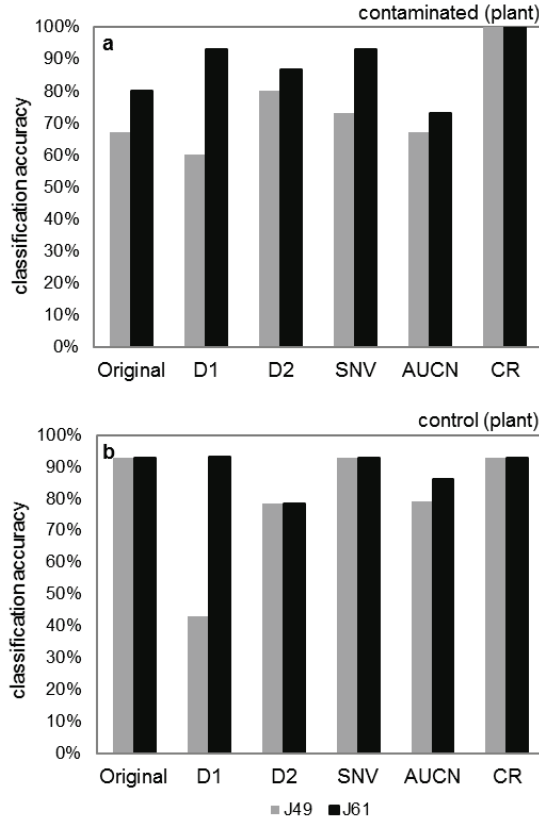 contaminated (plant)
a
classification accuracy
100%
90%
80%
70%
60%
50%
40%
30%
20%
10%
0%
Original D1 D2 SNV AUCN CR
control (plant)
b
classification accuracy
100%
90%
80%
70%
60%
50%
40%
30%
20%
10%
0%
Original D1 D2 SNV AUCN CR
J49 J61